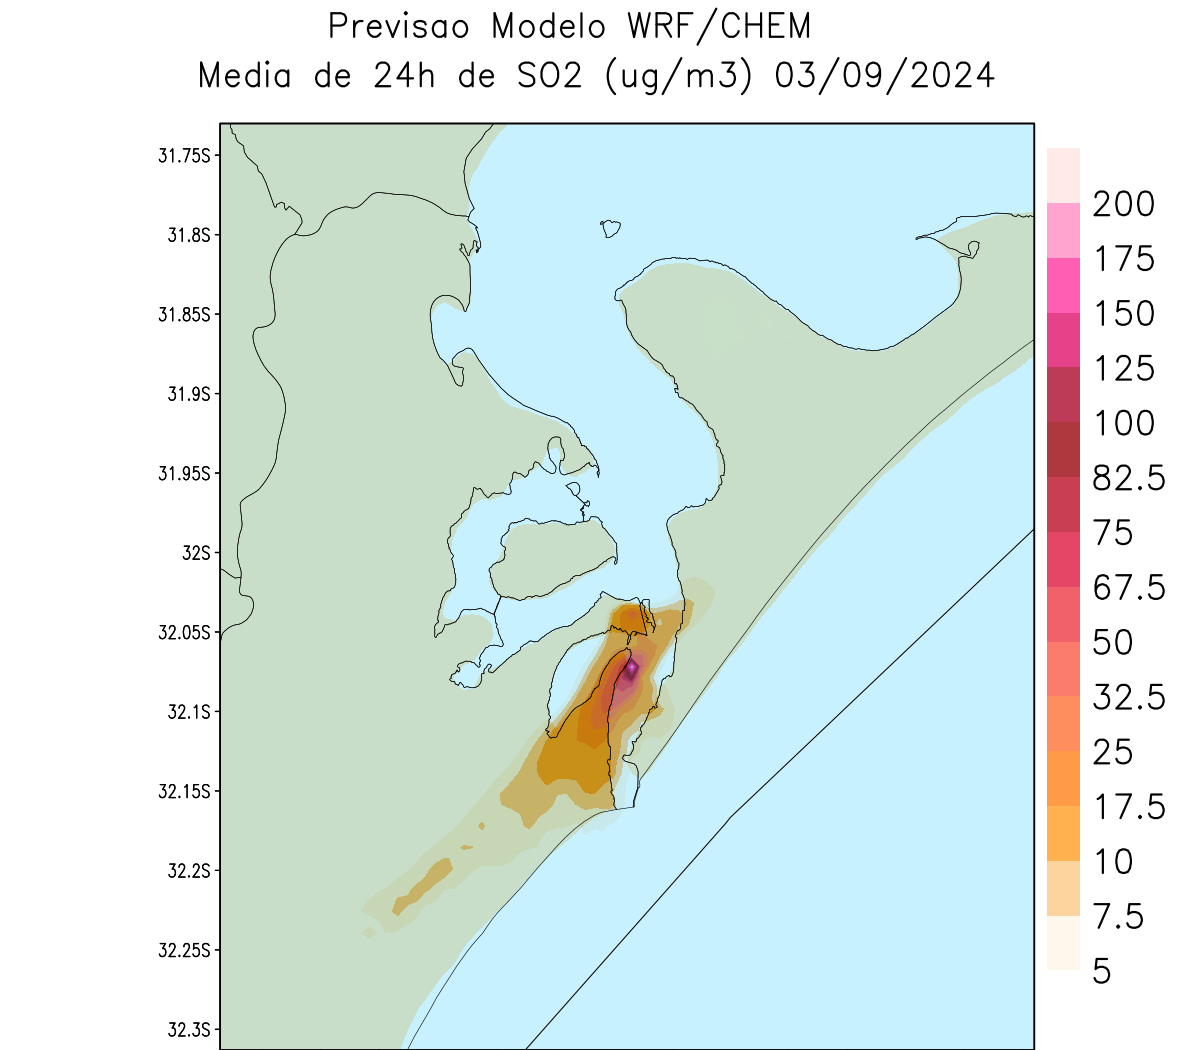 Previsao Modelo WRF/CHEM
Media de 24h de SO2 (ug/m3) 03/09/2024
31.75S
31.8S
31.85S
31.9S
31.95S
32S
32.05S
32.1S
32.15S
32.2S
32.25S
32.3S
200
175
150
125
100
82.5
75
67.5
50
32.5
25
17.5
10
7.5
5